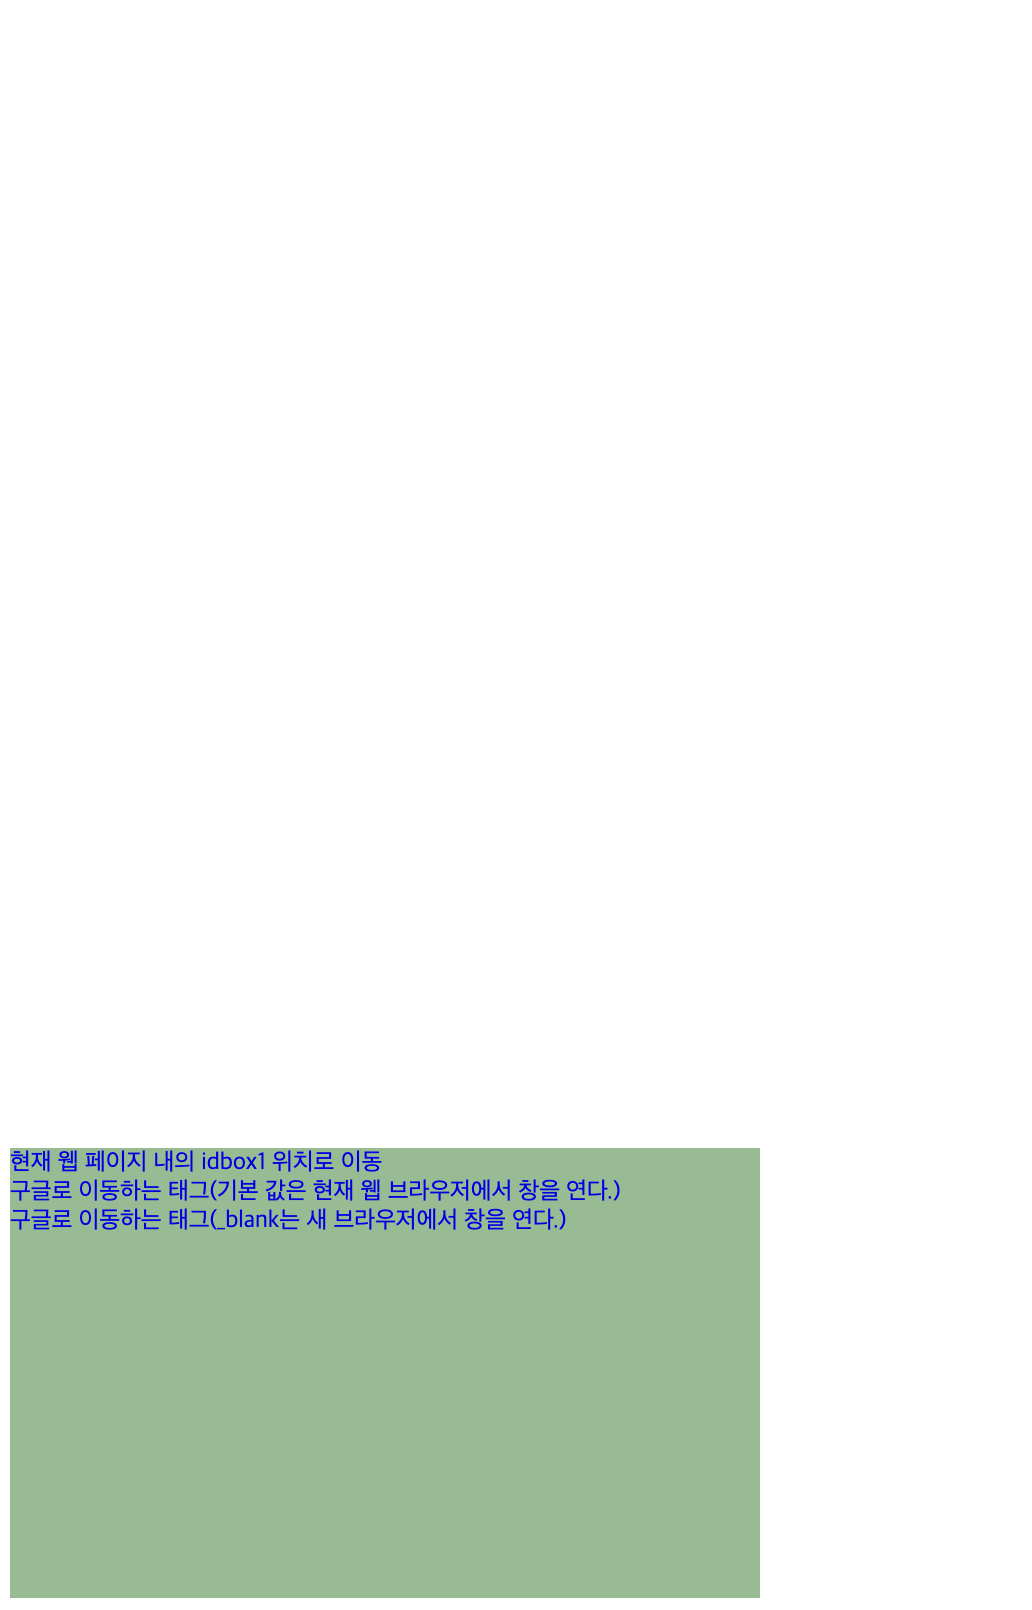 현재 웹 페이지 내의 idbox1 위치로 이동
구글로 이동하는 태그(기본 값은 현재 웹 브라우저에서 창을 연다.)
구글로 이동하는 태그(_blank는 새 브라우저에서 창을 연다.)